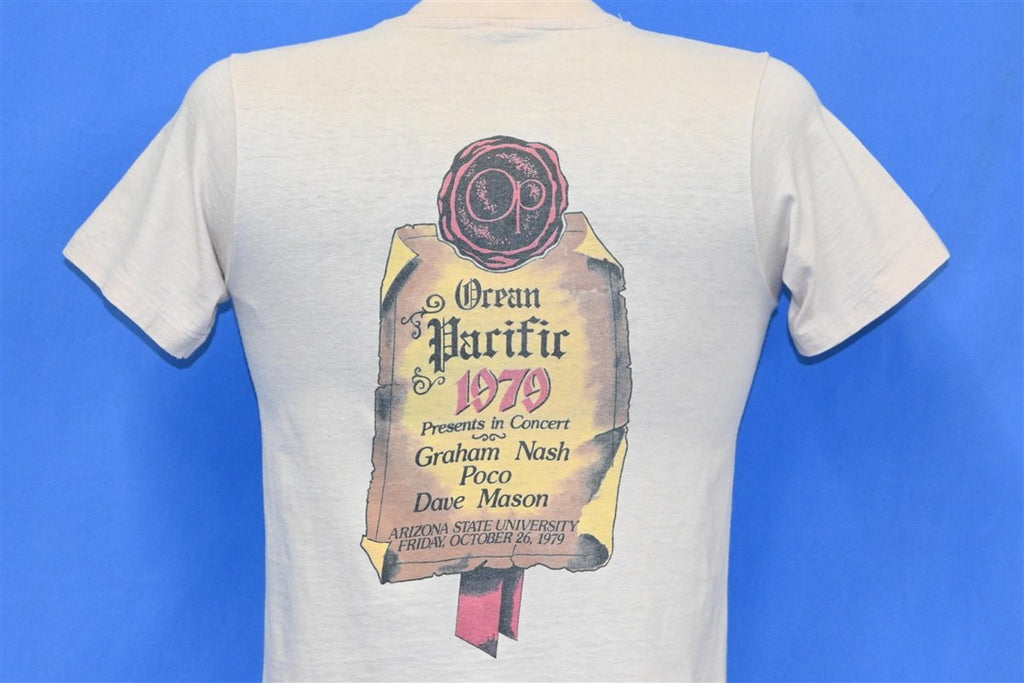 Op
Ocean
Pacific
1979
Presents in Concert
Graham Nash
Poco
Dave Mason
ARIZONA STATE UNIVERSITY
FRIDAY, OCTOBER 26, 1979